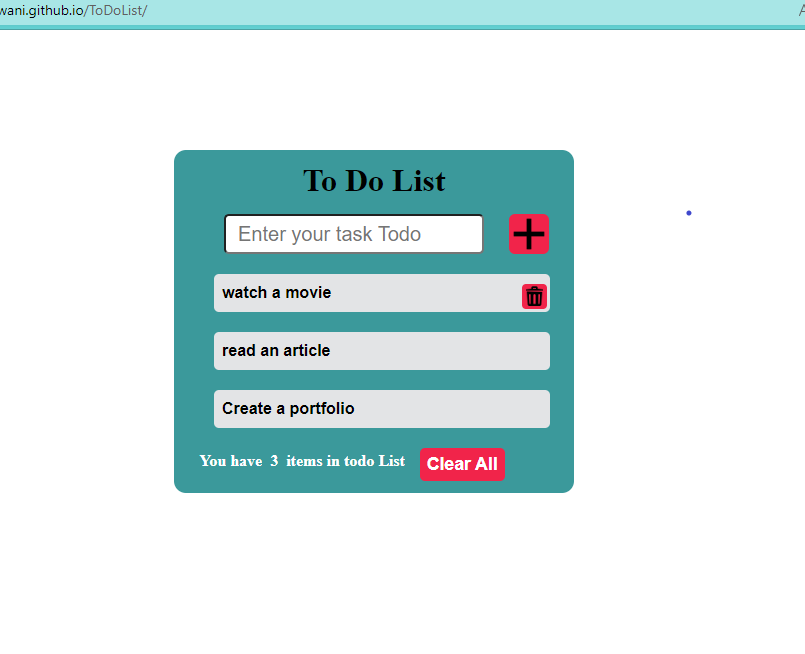 wani.github.io/ToDoList/
To Do List
Enter your task Todo
watch a movie
read an article
Create a portfolio
You have 3 items in todo List Clear All